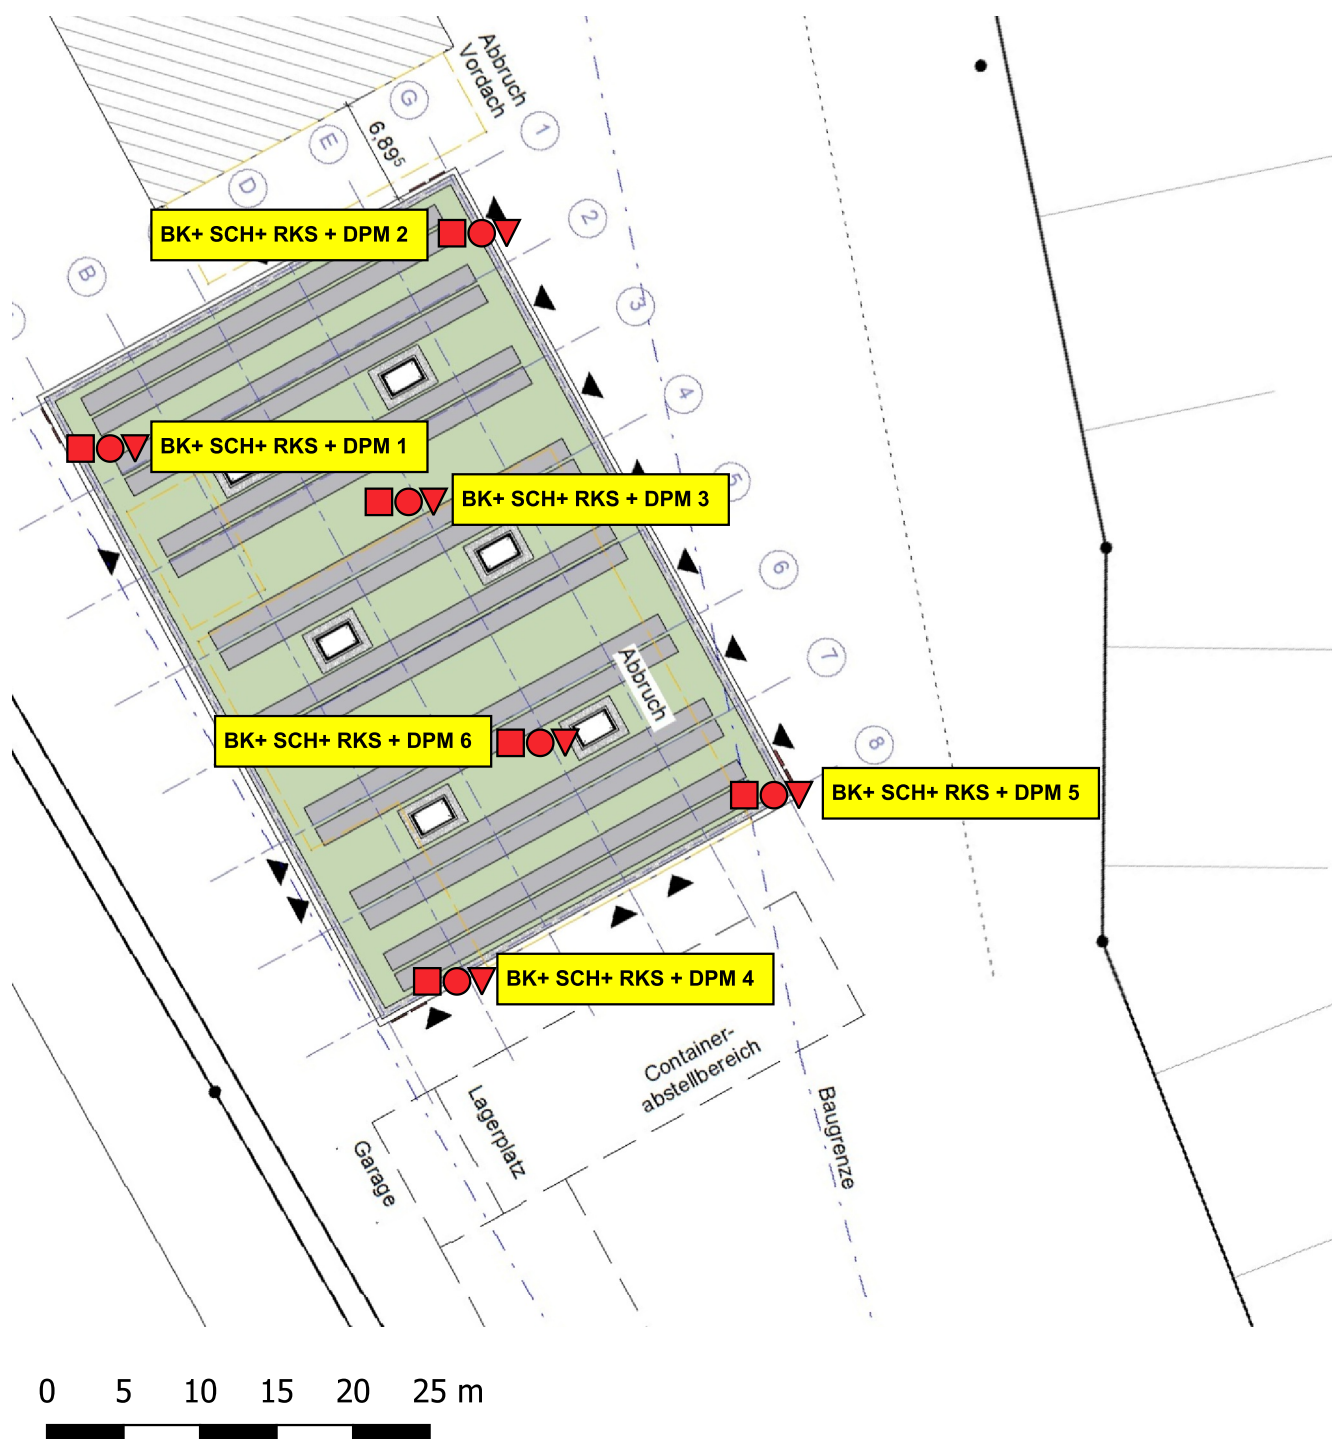 Abbruch
Vordach
G
1
E
6,89⁵
D
2
BK+ SCH+ RKS + DPM 2
B
3
4
BK+ SCH+ RKS + DPM 1
5
BK+ SCH+ RKS + DPM 3
6
7
Abbruch
BK+ SCH+ RKS + DPM 6
8
BK+ SCH+ RKS + DPM 5
BK+ SCH+ RKS + DPM 4
Container-
abstellbereich
Lagerplatz
Baugrenze
Garage
0 5 10 15 20 25 m